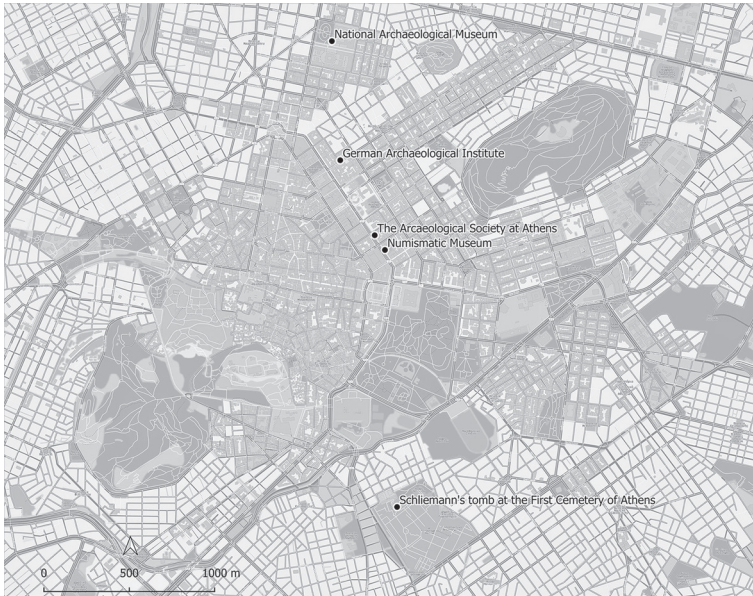 National Archaeological Museum
German Archaeological Institute
The Arcaeological Society at Athens
Numismatic Museum
Schliemann's tomb at the First Cemetery of Athens
0 500 1000 m